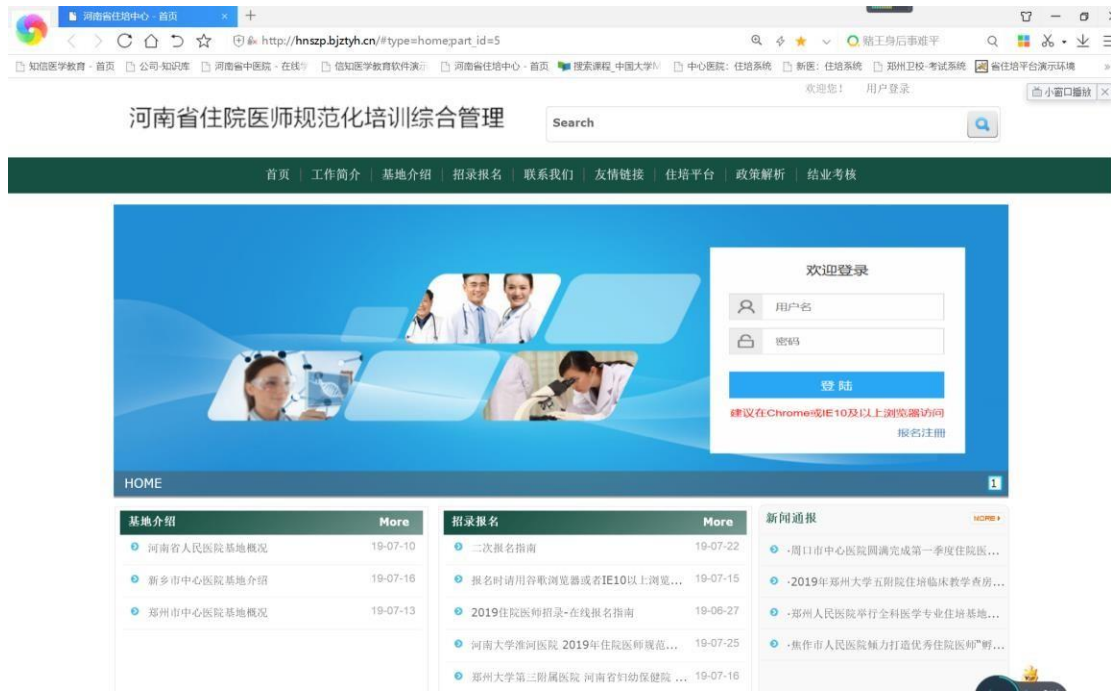 河南省住培中心 - 首页
http://hnszp.bjztyh.cn/#type=home;part_id=5
赌王身后事难平
知信医学教育 - 首页 公司-知识库 河南省中医院 - 在线 信知医学教育软件演示 河南省住培中心 - 首页 搜索课程_中国大学M 中心医院：住培系统 新医：住培系统 郑州卫校-考试系统 省住培平台演示环境
欢迎您！ 用户登录
小窗口播放
河南省住院医师规范化培训综合管理
Search
首页 | 工作简介 | 基地介绍 | 招录报名 | 联系我们 | 友情链接 | 住培平台 | 政策解析 | 结业考核
欢迎登录
用户名
密码
登 陆
建议在Chrome或IE10及以上浏览器访问
报名注册
HOME
1
基地介绍 More
河南省人民医院基地概况 19-07-10
新乡市中心医院基地介绍 19-07-16
郑州市中心医院基地概况 19-07-13
招录报名 More
二次报名指南 19-07-22
报名时请用谷歌浏览器或者IE10以上浏览... 19-07-15
2019住院医师招录-在线报名指南 19-06-27
河南大学淮河医院 2019年住院医师规范... 19-07-25
郑州大学第三附属医院 河南省妇幼保健院 ... 19-07-16
新闻通报 MORE
·周口市中心医院圆满完成第一季度住院医...
·2019年郑州大学五附院住培临床教学查房...
·郑州人民医院举行全科医学专业住培基地...
·焦作市人民医院倾力打造优秀住院医师"孵...